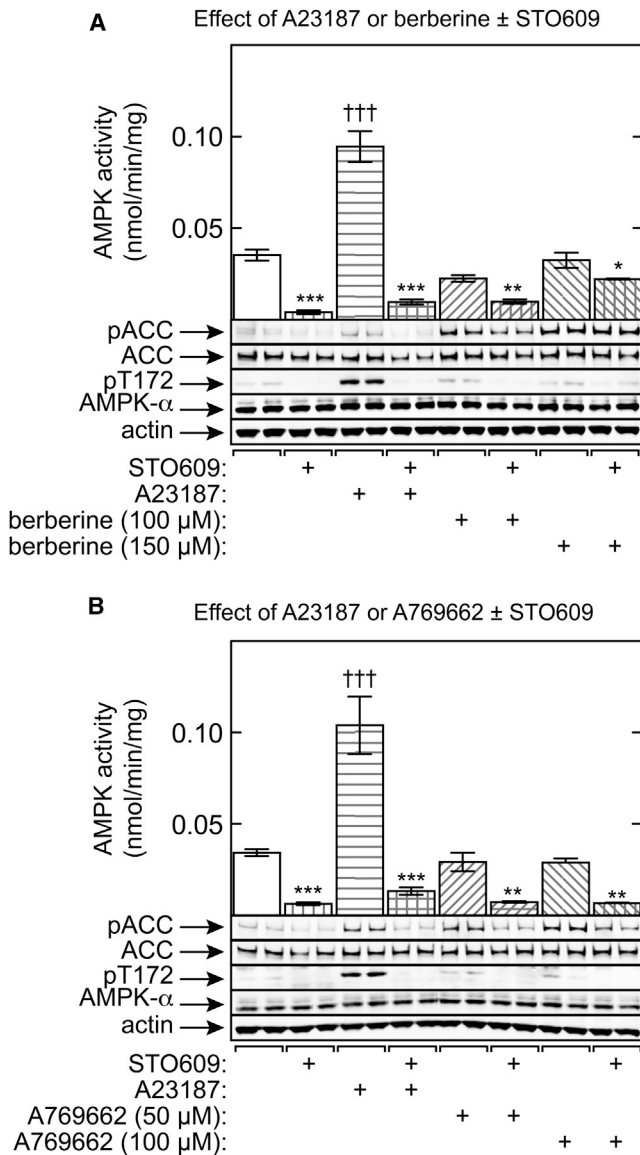 A
Effect of A23187 or berberine ± STO609
AMPK activity
(nmol/min/mg)
0.10
0.05
†††
***
***
**
*
pACC
ACC
pT172
AMPK-α
actin
STO609: + + + +
A23187: + +
berberine (100 µM): + +
berberine (150 µM): + +
B
Effect of A23187 or A769662 ± STO609
AMPK activity
(nmol/min/mg)
0.10
0.05
†††
***
***
**
**
pACC
ACC
pT172
AMPK-α
actin
STO609: + + + +
A23187: + +
A769662 (50 µM): + +
A769662 (100 µM): + +